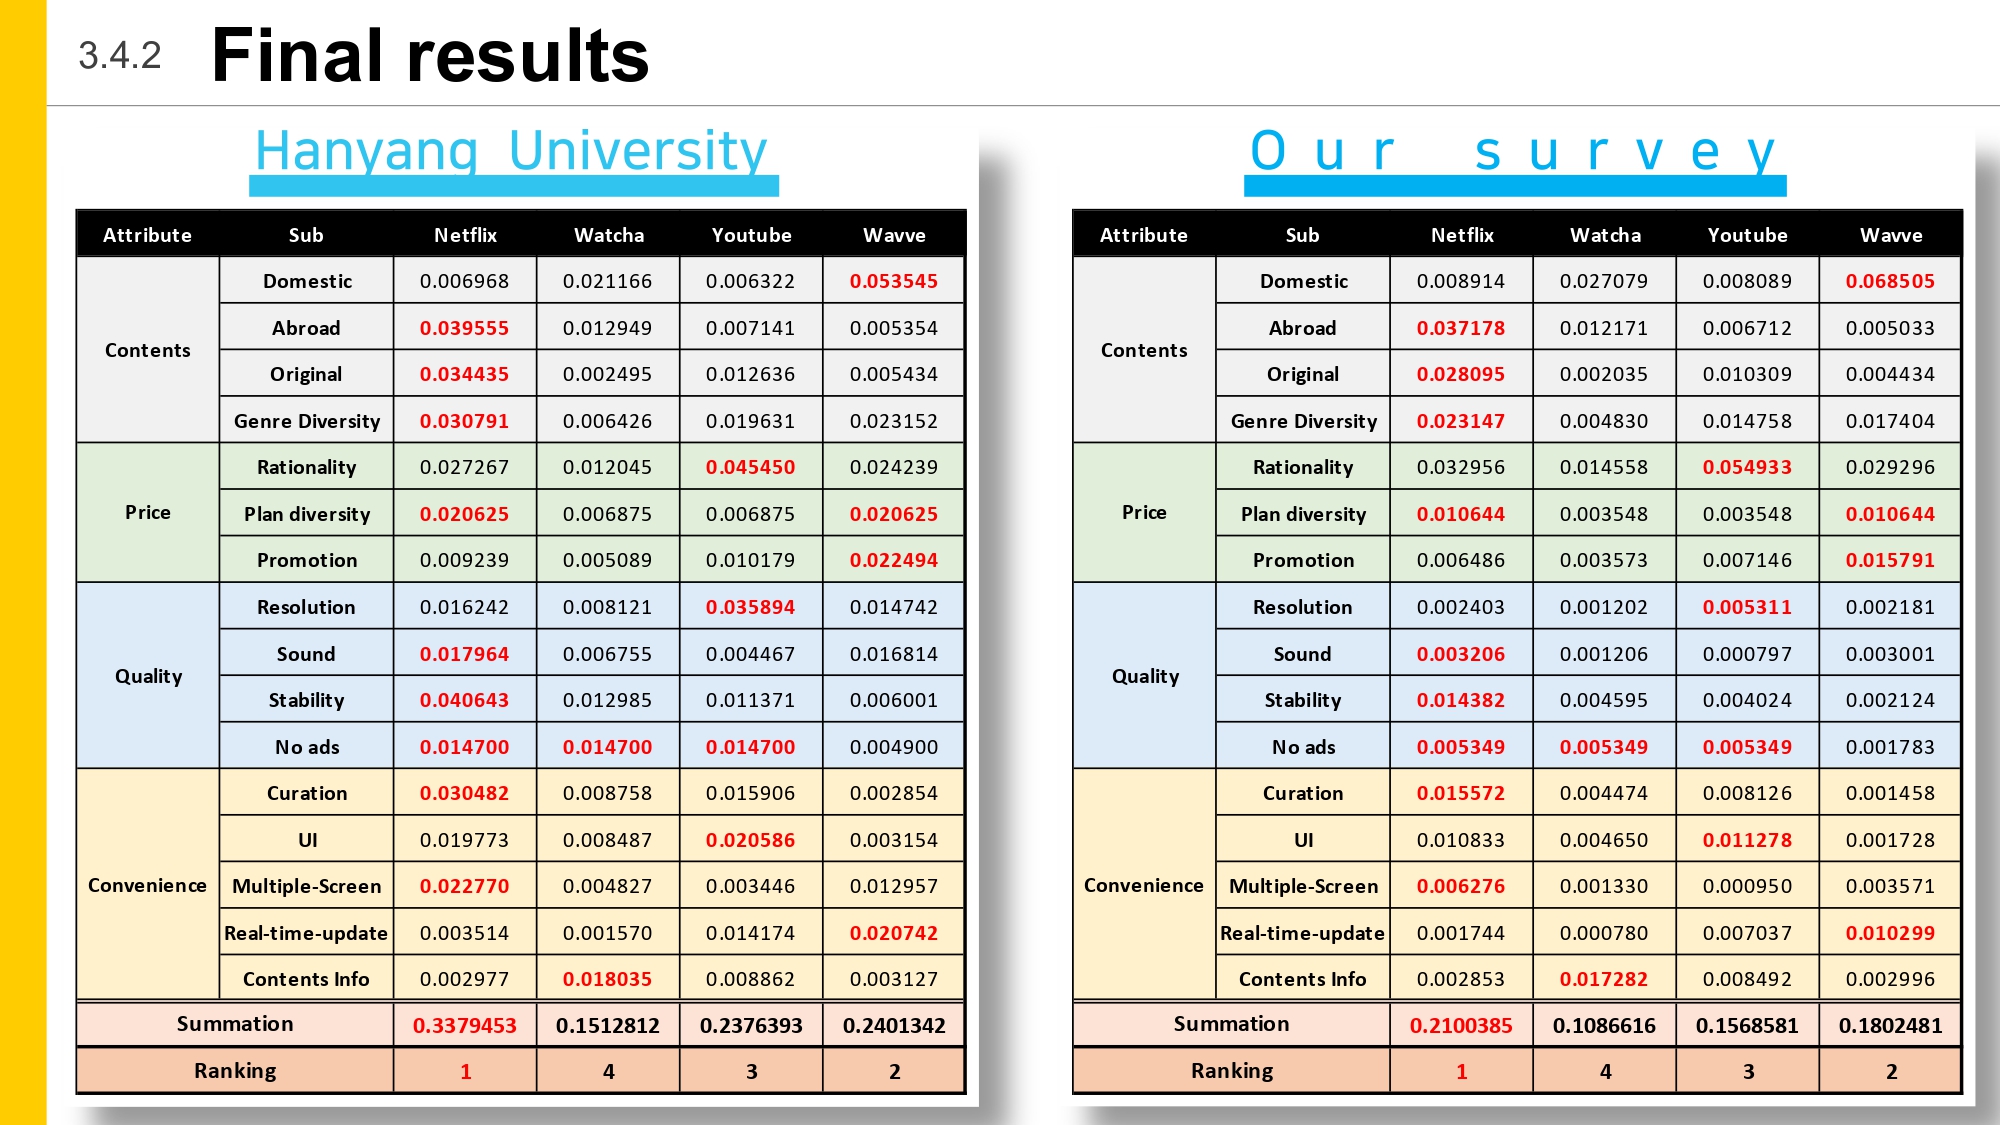 3.4.2 Final results
Hanyang University
Attribute Sub Netflix Watcha Youtube Wavve
Contents
Domestic 0.006968 0.021166 0.006322 0.053545
Abroad 0.039555 0.012949 0.007141 0.005354
Original 0.034435 0.002495 0.012636 0.005434
Genre Diversity 0.030791 0.006426 0.019631 0.023152
Price
Rationality 0.027267 0.012045 0.045450 0.024239
Plan diversity 0.020625 0.006875 0.006875 0.020625
Promotion 0.009239 0.005089 0.010179 0.022494
Quality
Resolution 0.016242 0.008121 0.035894 0.014742
Sound 0.017964 0.006755 0.004467 0.016814
Stability 0.040643 0.012985 0.011371 0.006001
No ads 0.014700 0.014700 0.014700 0.004900
Convenience
Curation 0.030482 0.008758 0.015906 0.002854
UI 0.019773 0.008487 0.020586 0.003154
Multiple-Screen 0.022770 0.004827 0.003446 0.012957
Real-time-update 0.003514 0.001570 0.014174 0.020742
Contents Info 0.002977 0.018035 0.008862 0.003127
Summation 0.3379453 0.1512812 0.2376393 0.2401342
Ranking 1 4 3 2
Our survey
Attribute Sub Netflix Watcha Youtube Wavve
Contents
Domestic 0.008914 0.027079 0.008089 0.068505
Abroad 0.037178 0.012171 0.006712 0.005033
Original 0.028095 0.002035 0.010309 0.004434
Genre Diversity 0.023147 0.004830 0.014758 0.017404
Price
Rationality 0.032956 0.014558 0.054933 0.029296
Plan diversity 0.010644 0.003548 0.003548 0.010644
Promotion 0.006486 0.003573 0.007146 0.015791
Quality
Resolution 0.002403 0.001202 0.005311 0.002181
Sound 0.003206 0.001206 0.000797 0.003001
Stability 0.014382 0.004595 0.004024 0.002124
No ads 0.005349 0.005349 0.005349 0.001783
Convenience
Curation 0.015572 0.004474 0.008126 0.001458
UI 0.010833 0.004650 0.011278 0.001728
Multiple-Screen 0.006276 0.001330 0.000950 0.003571
Real-time-update 0.001744 0.000780 0.007037 0.010299
Contents Info 0.002853 0.017282 0.008492 0.002996
Summation 0.2100385 0.1086616 0.1568581 0.1802481
Ranking 1 4 3 2